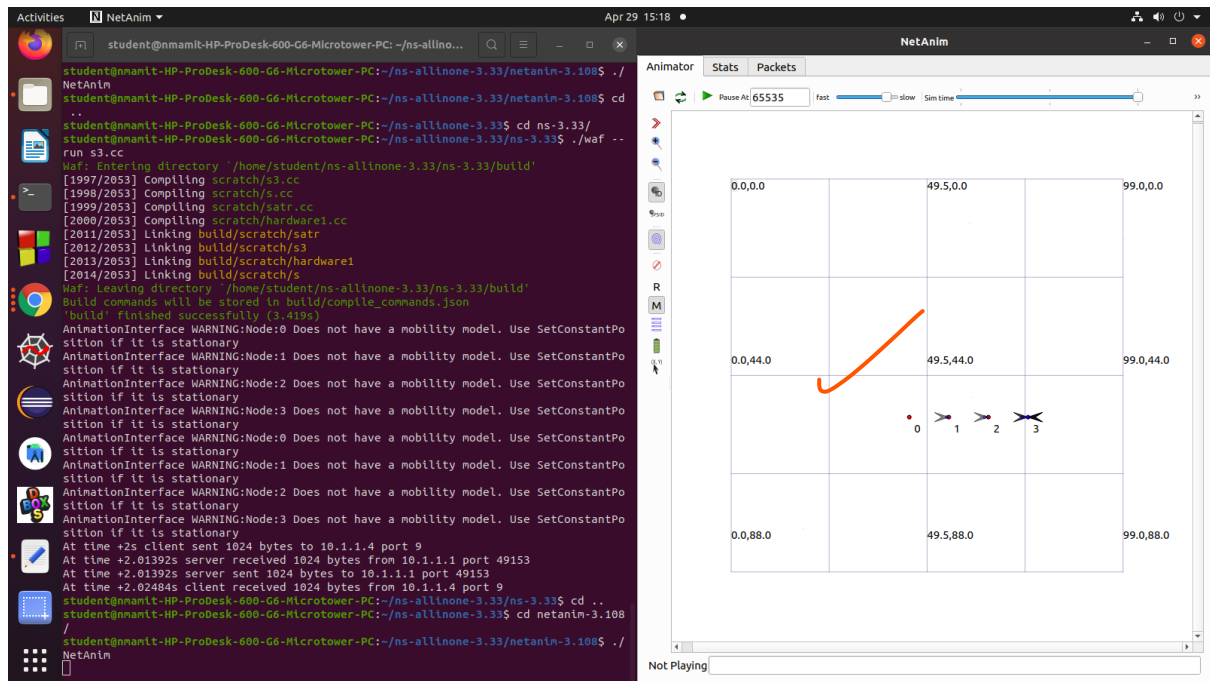 Activities
NetAnim
Apr 29 15:18
student@nmamit-HP-ProDesk-600-G6-Microtower-PC: ~/ns-allino...
student@nmamit-HP-ProDesk-600-G6-Microtower-PC:~/ns-allinone-3.33/netanim-3.108$ ./
NetAnim
student@nmamit-HP-ProDesk-600-G6-Microtower-PC:~/ns-allinone-3.33/netanim-3.108$ cd
..
student@nmamit-HP-ProDesk-600-G6-Microtower-PC:~/ns-allinone-3.33$ cd ns-3.33/
student@nmamit-HP-ProDesk-600-G6-Microtower-PC:~/ns-allinone-3.33/ns-3.33$ ./waf --
run s3.cc
Waf: Entering directory `/home/student/ns-allinone-3.33/ns-3.33/build'
[1997/2053] Compiling scratch/s3.cc
[1998/2053] Compiling scratch/s.cc
[1999/2053] Compiling scratch/satr.cc
[2000/2053] Compiling scratch/hardware1.cc
[2011/2053] Linking build/scratch/satr
[2012/2053] Linking build/scratch/s3
[2013/2053] Linking build/scratch/hardware1
[2014/2053] Linking build/scratch/s
Waf: Leaving directory `/home/student/ns-allinone-3.33/ns-3.33/build'
Build commands will be stored in build/compile_commands.json
'build' finished successfully (3.419s)
AnimationInterface WARNING:Node:0 Does not have a mobility model. Use SetConstantPo
sition if it is stationary
AnimationInterface WARNING:Node:1 Does not have a mobility model. Use SetConstantPo
sition if it is stationary
AnimationInterface WARNING:Node:2 Does not have a mobility model. Use SetConstantPo
sition if it is stationary
AnimationInterface WARNING:Node:3 Does not have a mobility model. Use SetConstantPo
sition if it is stationary
AnimationInterface WARNING:Node:0 Does not have a mobility model. Use SetConstantPo
sition if it is stationary
AnimationInterface WARNING:Node:1 Does not have a mobility model. Use SetConstantPo
sition if it is stationary
AnimationInterface WARNING:Node:2 Does not have a mobility model. Use SetConstantPo
sition if it is stationary
AnimationInterface WARNING:Node:3 Does not have a mobility model. Use SetConstantPo
sition if it is stationary
At time +2s client sent 1024 bytes to 10.1.1.4 port 9
At time +2.01392s server received 1024 bytes from 10.1.1.1 port 49153
At time +2.01392s server sent 1024 bytes to 10.1.1.1 port 49153
At time +2.02484s client received 1024 bytes from 10.1.1.4 port 9
student@nmamit-HP-ProDesk-600-G6-Microtower-PC:~/ns-allinone-3.33/ns-3.33$ cd ..
student@nmamit-HP-ProDesk-600-G6-Microtower-PC:~/ns-allinone-3.33$ cd netanim-3.108
/
student@nmamit-HP-ProDesk-600-G6-Microtower-PC:~/ns-allinone-3.33/netanim-3.108$ ./
NetAnim
NetAnim
Animator Stats Packets
Pause At 65535 fast slow Sim time
R
M
0.0,0.0 49.5,0.0 99.0,0.0
0.0,44.0 49.5,44.0 99.0,44.0
0 1 2 3
0.0,88.0 49.5,88.0 99.0,88.0
Not Playing